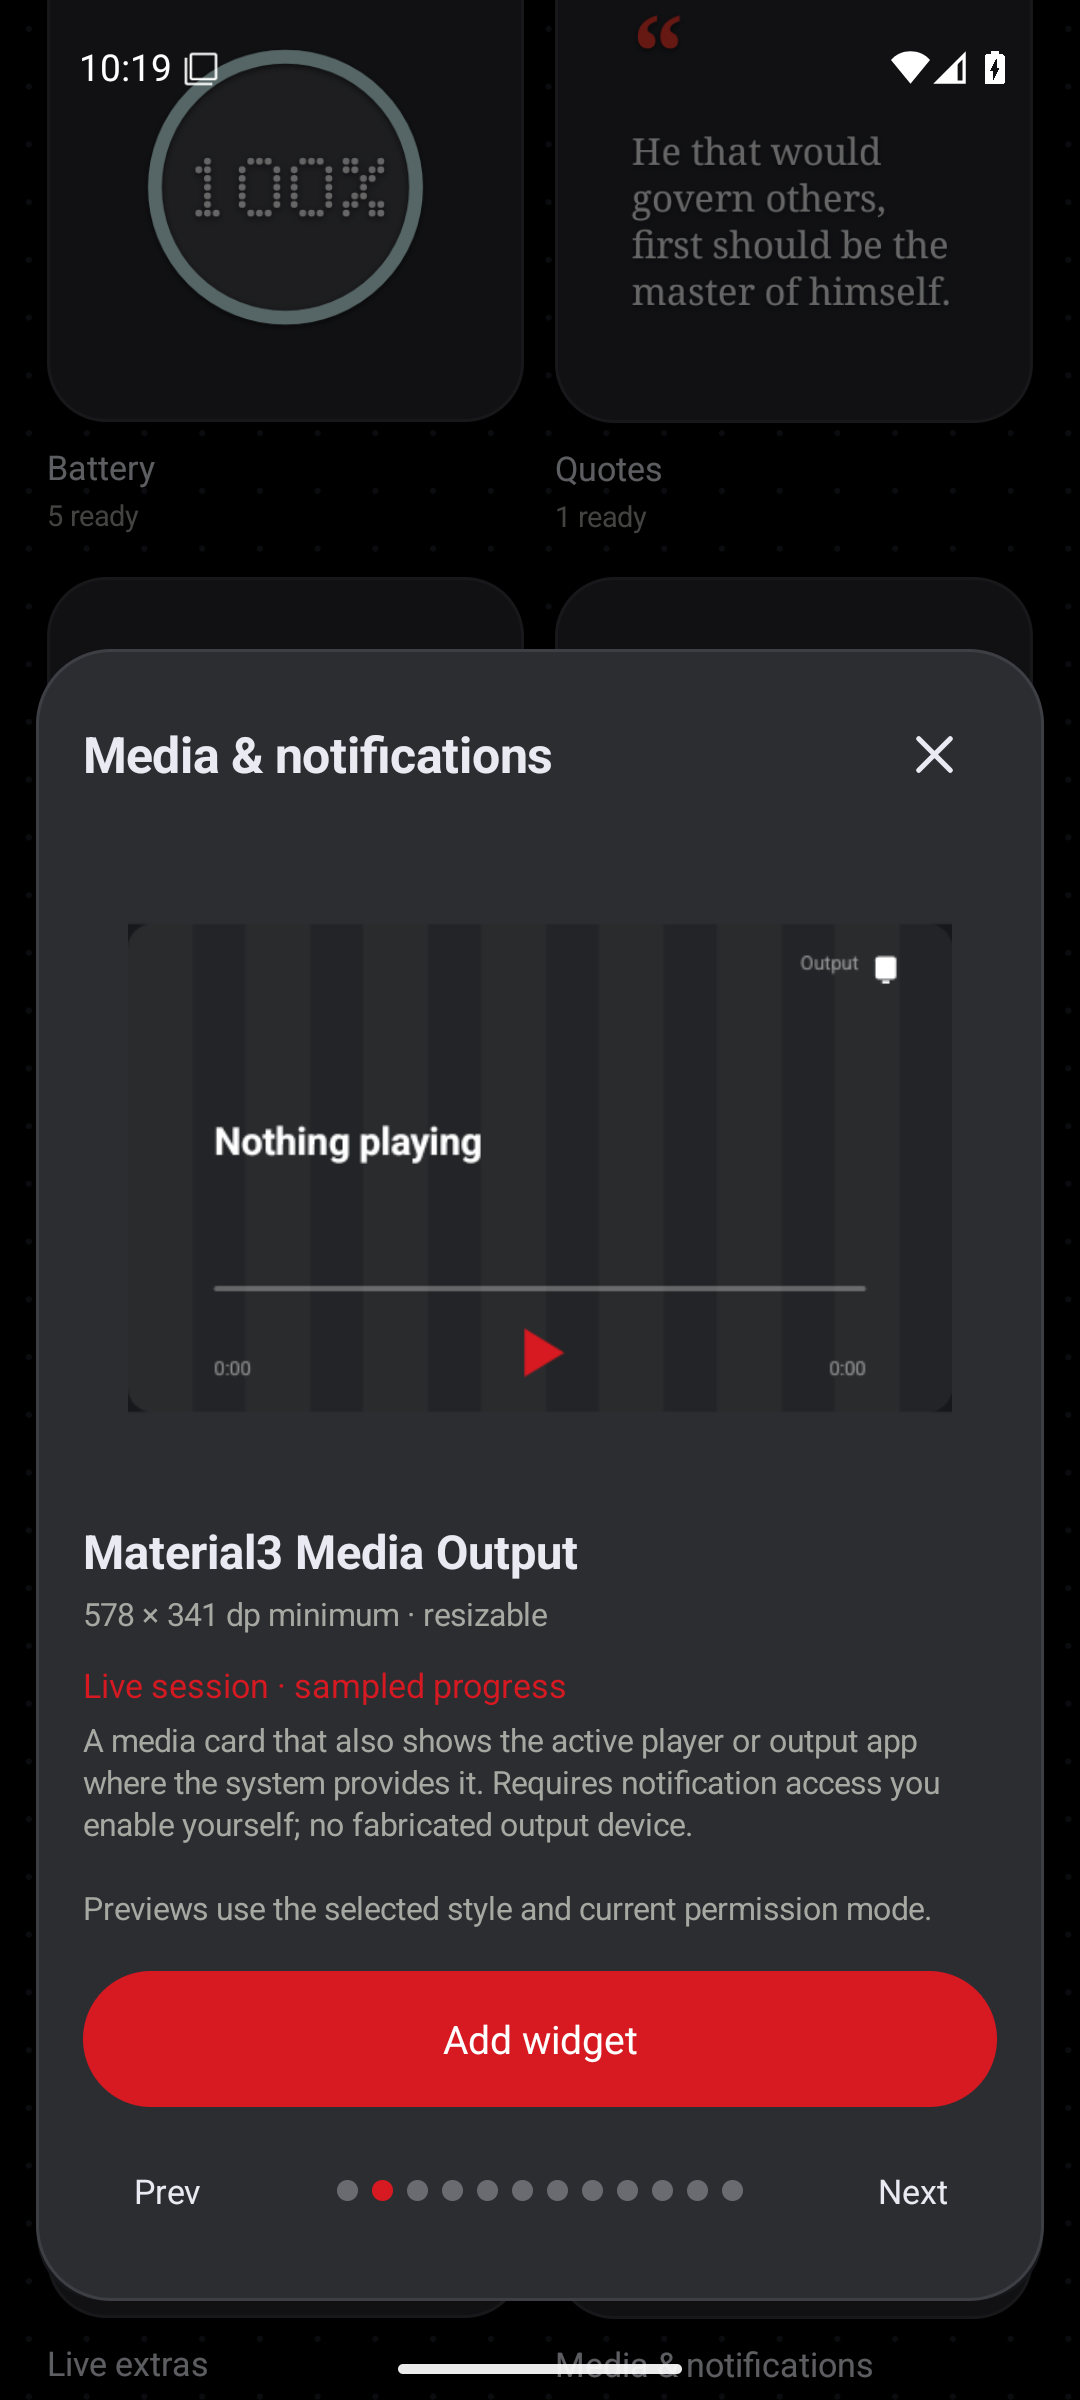 10:19
100%
“
He that would
govern others,
first should be the
master of himself.
Battery
5 ready
Quotes
1 ready
Media & notifications
Output
Nothing playing
0:00
0:00
Material3 Media Output
578 × 341 dp minimum · resizable
Live session · sampled progress
A media card that also shows the active player or output app
where the system provides it. Requires notification access you
enable yourself; no fabricated output device.
Previews use the selected style and current permission mode.
Add widget
Prev
Next
Live extras
Media & notifications